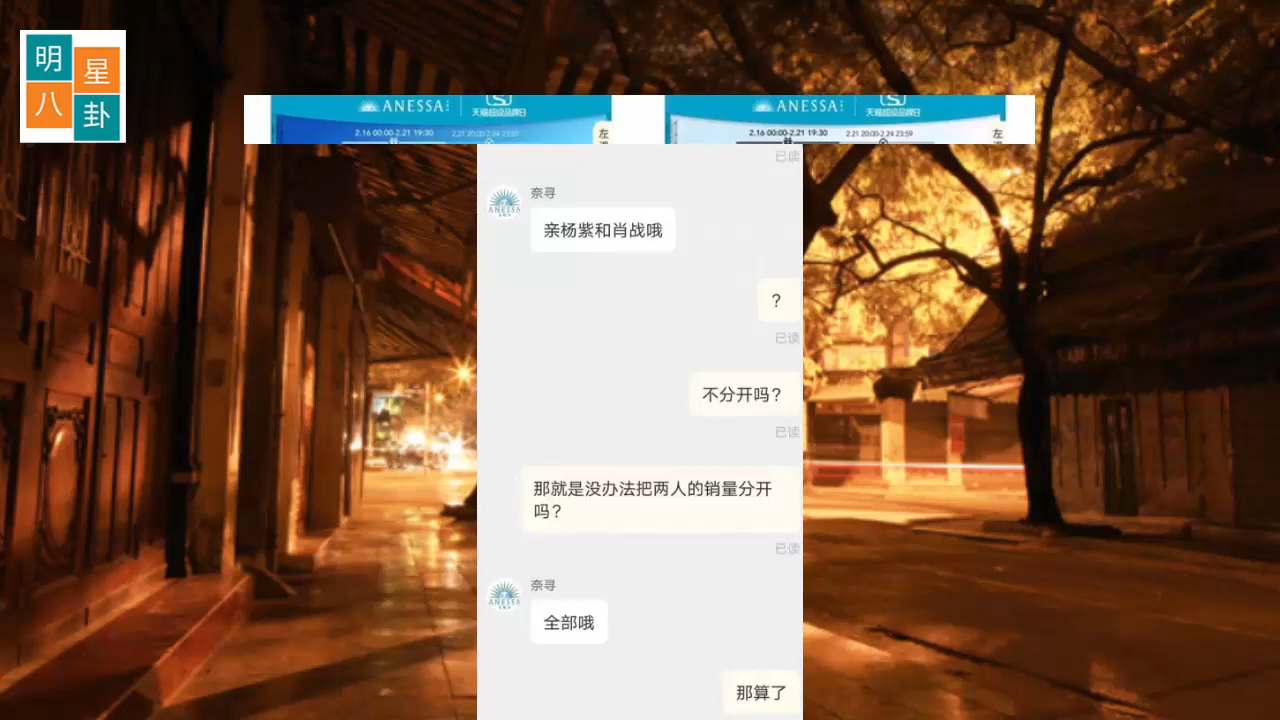 明星八卦
ANESSA
天猫超级品牌日
2.16 00:00-2.21 19:30
2.21 20:00-2.24 23:59
左
ANESSA
天猫超级品牌日
2.16 00:00-2.21 19:30
2.21 20:00-2.24 23:59
左
已读
奈寻
ANESSA
亲杨紫和肖战哦
?
已读
不分开吗?
已读
那就是没办法把两人的销量分开
吗?
已读
奈寻
ANESSA
全部哦
那算了